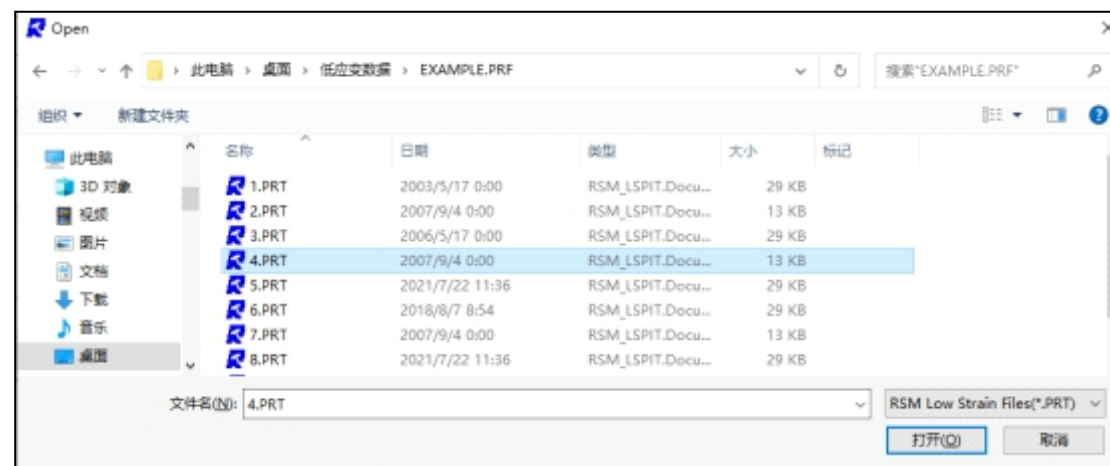 Open
此电脑 › 桌面 › 低应变数据 › EXAMPLE.PRF 搜索"EXAMPLE.PRF"
组织 新建文件夹
名称 日期 类型 大小 标记
此电脑
3D 对象 1.PRT 2003/5/17 0:00 RSM_LSPIT.Docu... 29 KB
视频 2.PRT 2007/9/4 0:00 RSM_LSPIT.Docu... 13 KB
图片 3.PRT 2006/5/17 0:00 RSM_LSPIT.Docu... 29 KB
文档 4.PRT 2007/9/4 0:00 RSM_LSPIT.Docu... 13 KB
下载 5.PRT 2021/7/22 11:36 RSM_LSPIT.Docu... 29 KB
音乐 6.PRT 2018/8/7 8:54 RSM_LSPIT.Docu... 29 KB
桌面 7.PRT 2007/9/4 0:00 RSM_LSPIT.Docu... 13 KB
8.PRT 2021/7/22 11:36 RSM_LSPIT.Docu... 29 KB
文件名(N): 4.PRT RSM Low Strain Files(*.PRT)
打开(O) 取消